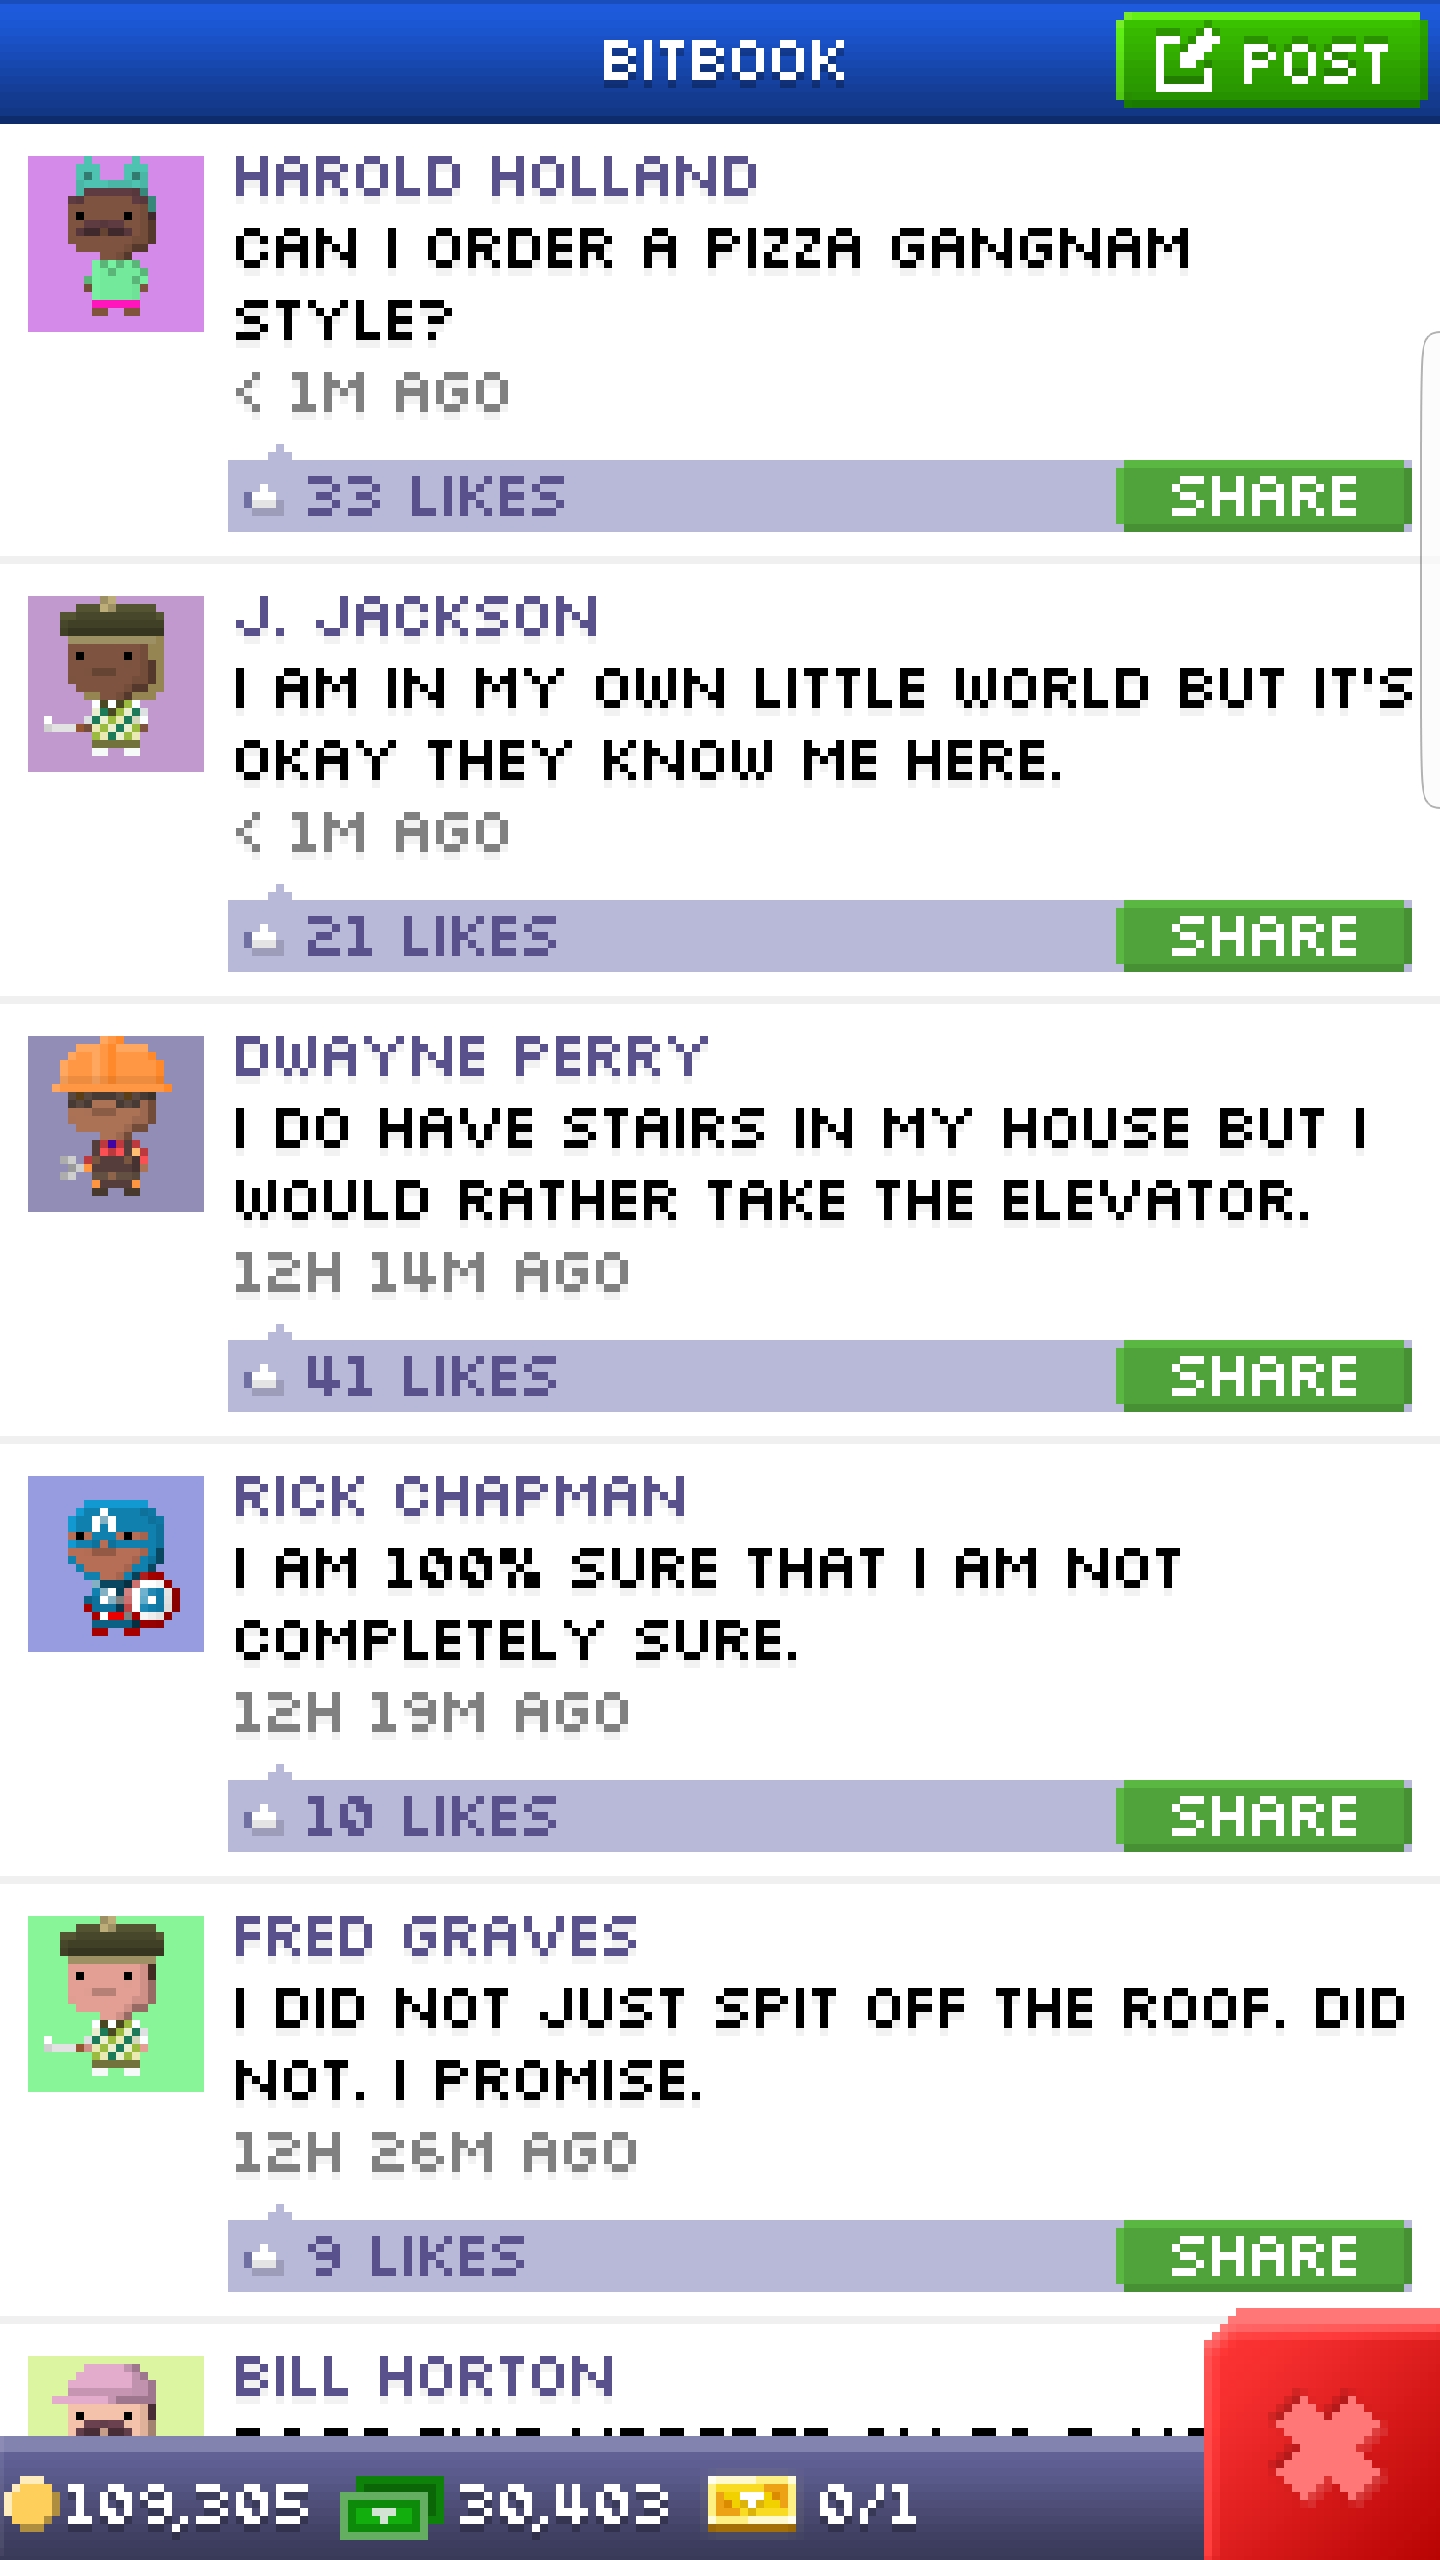 BITBOOK
POST
HAROLD HOLLAND
CAN I ORDER A PIZZA GANGNAM
STYLE?
< 1M AGO
33 LIKES
SHARE
J. JACKSON
I AM IN MY OWN LITTLE WORLD BUT IT'S
OKAY THEY KNOW ME HERE.
< 1M AGO
21 LIKES
SHARE
DWAYNE PERRY
I DO HAVE STAIRS IN MY HOUSE BUT I
WOULD RATHER TAKE THE ELEVATOR.
12H 14M AGO
41 LIKES
SHARE
RICK CHAPMAN
I AM 100% SURE THAT I AM NOT
COMPLETELY SURE.
12H 19M AGO
10 LIKES
SHARE
FRED GRAVES
I DID NOT JUST SPIT OFF THE ROOF. DID
NOT. I PROMISE.
12H 26M AGO
9 LIKES
SHARE
BILL HORTON
109,305
30,403
0/1